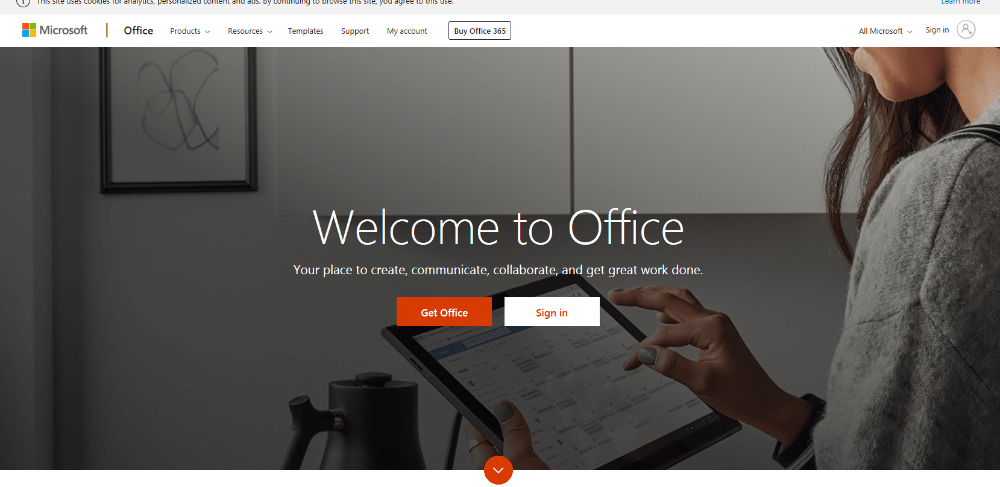 This site uses cookies for analytics, personalized content and ads. By continuing to browse this site, you agree to this use. Learn more
Microsoft Office Products Resources Templates Support My account Buy Office 365 All Microsoft Sign in
Welcome to Office
Your place to create, communicate, collaborate, and get great work done.
Get Office Sign in